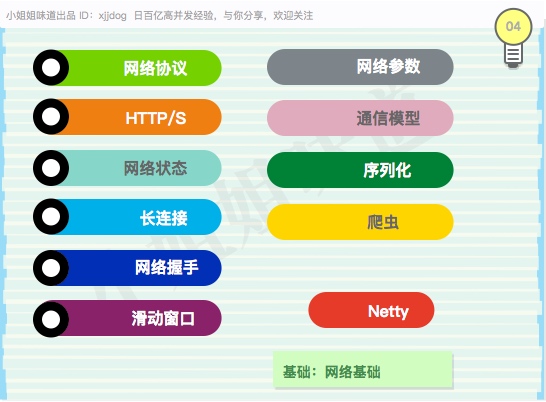 小姐姐味道出品 ID：xjjdog 日百亿高并发经验，与你分享，欢迎关注
04
网络协议
HTTP/S
网络状态
长连接
网络握手
滑动窗口
网络参数
通信模型
序列化
爬虫
Netty
基础：网络基础